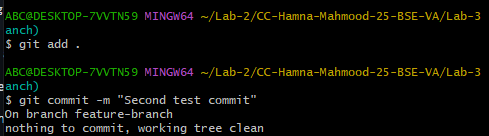 ABC@DESKTOP-7VVTN59 MINGW64 ~/Lab-2/CC-Hamna-Mahmood-25-BSE-VA/Lab-3
anch)
$ git add .
ABC@DESKTOP-7VVTN59 MINGW64 ~/Lab-2/CC-Hamna-Mahmood-25-BSE-VA/Lab-3
anch)
$ git commit -m "Second test commit"
On branch feature-branch
nothing to commit, working tree clean